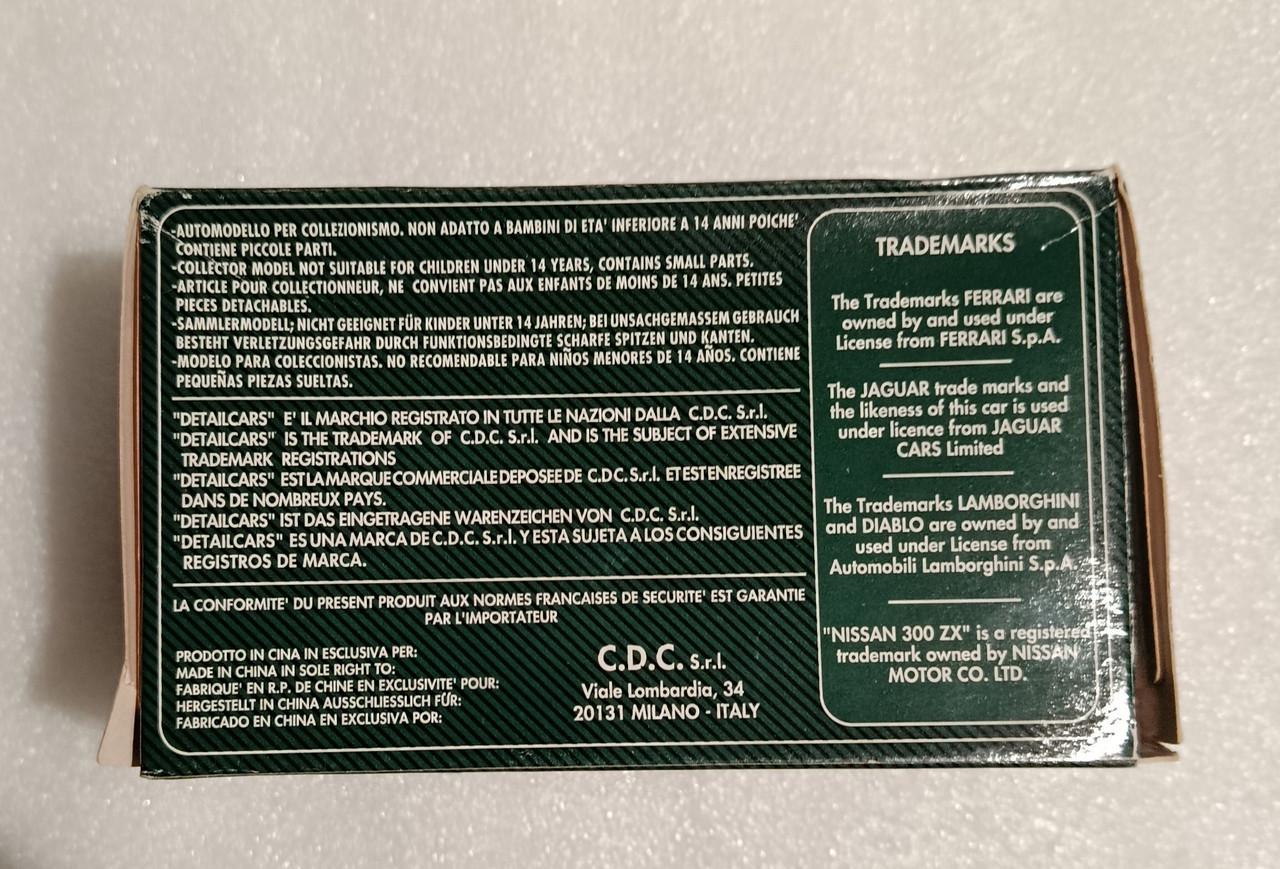 -AUTOMODELLO PER COLLEZIONISMO. NON ADATTO A BAMBINI DI ETA' INFERIORE A 14 ANNI POICHE'
CONTIENE PICCOLE PARTI.
-COLLECTOR MODEL NOT SUITABLE FOR CHILDREN UNDER 14 YEARS, CONTAINS SMALL PARTS.
-ARTICLE POUR COLLECTIONNEUR, NE CONVIENT PAS AUX ENFANTS DE MOINS DE 14 ANS. PETITES
PIECES DETACHABLES.
-SAMMLERMODELL; NICHT GEEIGNET FÜR KINDER UNTER 14 JAHREN; BEI UNSACHGEMASSEM GEBRAUCH
BESTEHT VERLETZUNGSGEFAHR DURCH FUNKTIONSBEDINGTE SCHARFE SPITZEN UND KANTEN.
-MODELO PARA COLECCIONISTAS. NO RECOMENDABLE PARA NIÑOS MENORES DE 14 AÑOS. CONTIENE
PEQUEÑAS PIEZAS SUELTAS.
"DETAILCARS" E' IL MARCHIO REGISTRATO IN TUTTE LE NAZIONI DALLA C.D.C. S.r.l.
"DETAILCARS" IS THE TRADEMARK OF C.D.C. S.r.l. AND IS THE SUBJECT OF EXTENSIVE
TRADEMARK REGISTRATIONS
"DETAILCARS" EST LA MARQUE COMMERCIALE DEPOSEE DE C.D.C. S.r.l. ET EST ENREGISTREE
DANS DE NOMBREUX PAYS.
"DETAILCARS" IST DAS EINGETRAGENE WARENZEICHEN VON C.D.C. S.r.l.
"DETAILCARS" ES UNA MARCA DE C.D.C. S.r.l. Y ESTA SUJETA A LOS CONSIGUIENTES
REGISTROS DE MARCA.
LA CONFORMITE' DU PRESENT PRODUIT AUX NORMES FRANCAISES DE SECURITE' EST GARANTIE
PAR L'IMPORTATEUR
PRODOTTO IN CINA IN ESCLUSIVA PER:
MADE IN CHINA IN SOLE RIGHT TO:
FABRIQUE' EN R.P. DE CHINE EN EXCLUSIVITE' POUR:
HERGESTELLT IN CHINA AUSSCHLIESSLICH FÜR:
FABRICADO EN CHINA EN EXCLUSIVA POR:
C.D.C. S.r.l.
Viale Lombardia, 34
20131 MILANO - ITALY
TRADEMARKS
The Trademarks FERRARI are
owned by and used under
License from FERRARI S.p.A.
The JAGUAR trade marks and
the likeness of this car is used
under licence from JAGUAR
CARS Limited
The Trademarks LAMBORGHINI
and DIABLO are owned by and
used under License from
Automobili Lamborghini S.p.A.
"NISSAN 300 ZX" is a registered
trademark owned by NISSAN
MOTOR CO. LTD.